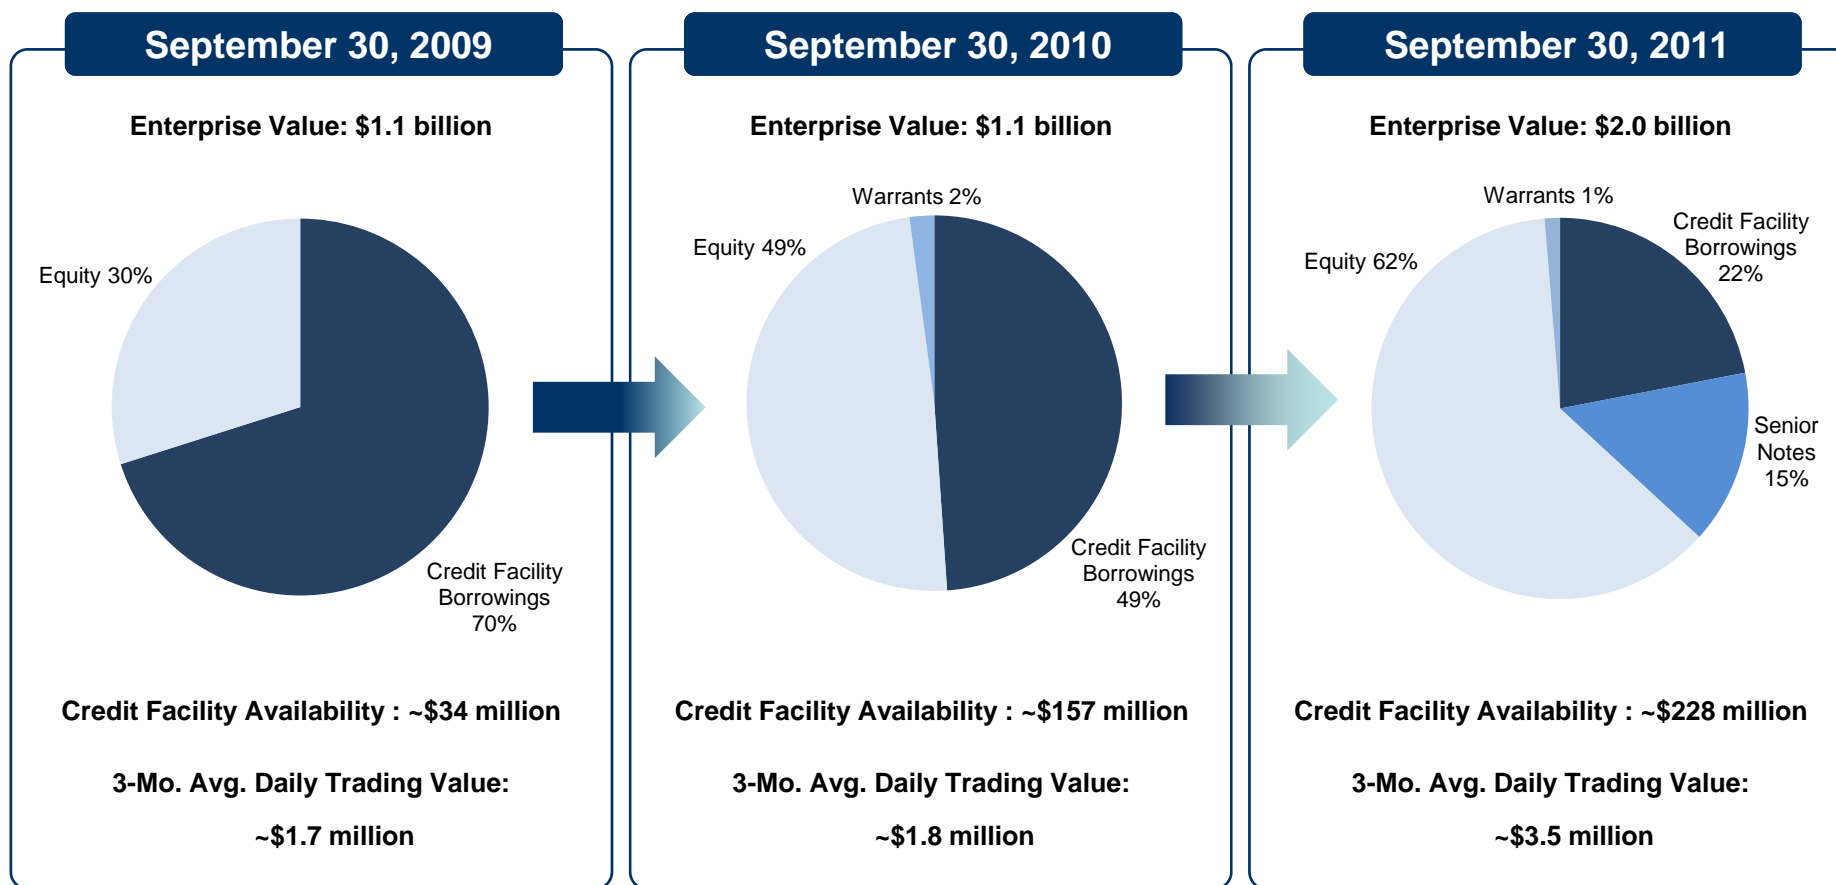 September 30, 2009
Enterprise Value: $1.1 billion
Equity 30%
Credit Facility
Borrowings
70%
Credit Facility Availability : ~$34 million
3-Mo. Avg. Daily Trading Value:
~$1.7 million
September 30, 2010
Enterprise Value: $1.1 billion
Warrants 2%
Equity 49%
Credit Facility
Borrowings
49%
Credit Facility Availability : ~$157 million
3-Mo. Avg. Daily Trading Value:
~$1.8 million
September 30, 2011
Enterprise Value: $2.0 billion
Warrants 1%
Credit Facility
Borrowings
22%
Equity 62%
Senior
Notes
15%
Credit Facility Availability : ~$228 million
3-Mo. Avg. Daily Trading Value:
~$3.5 million